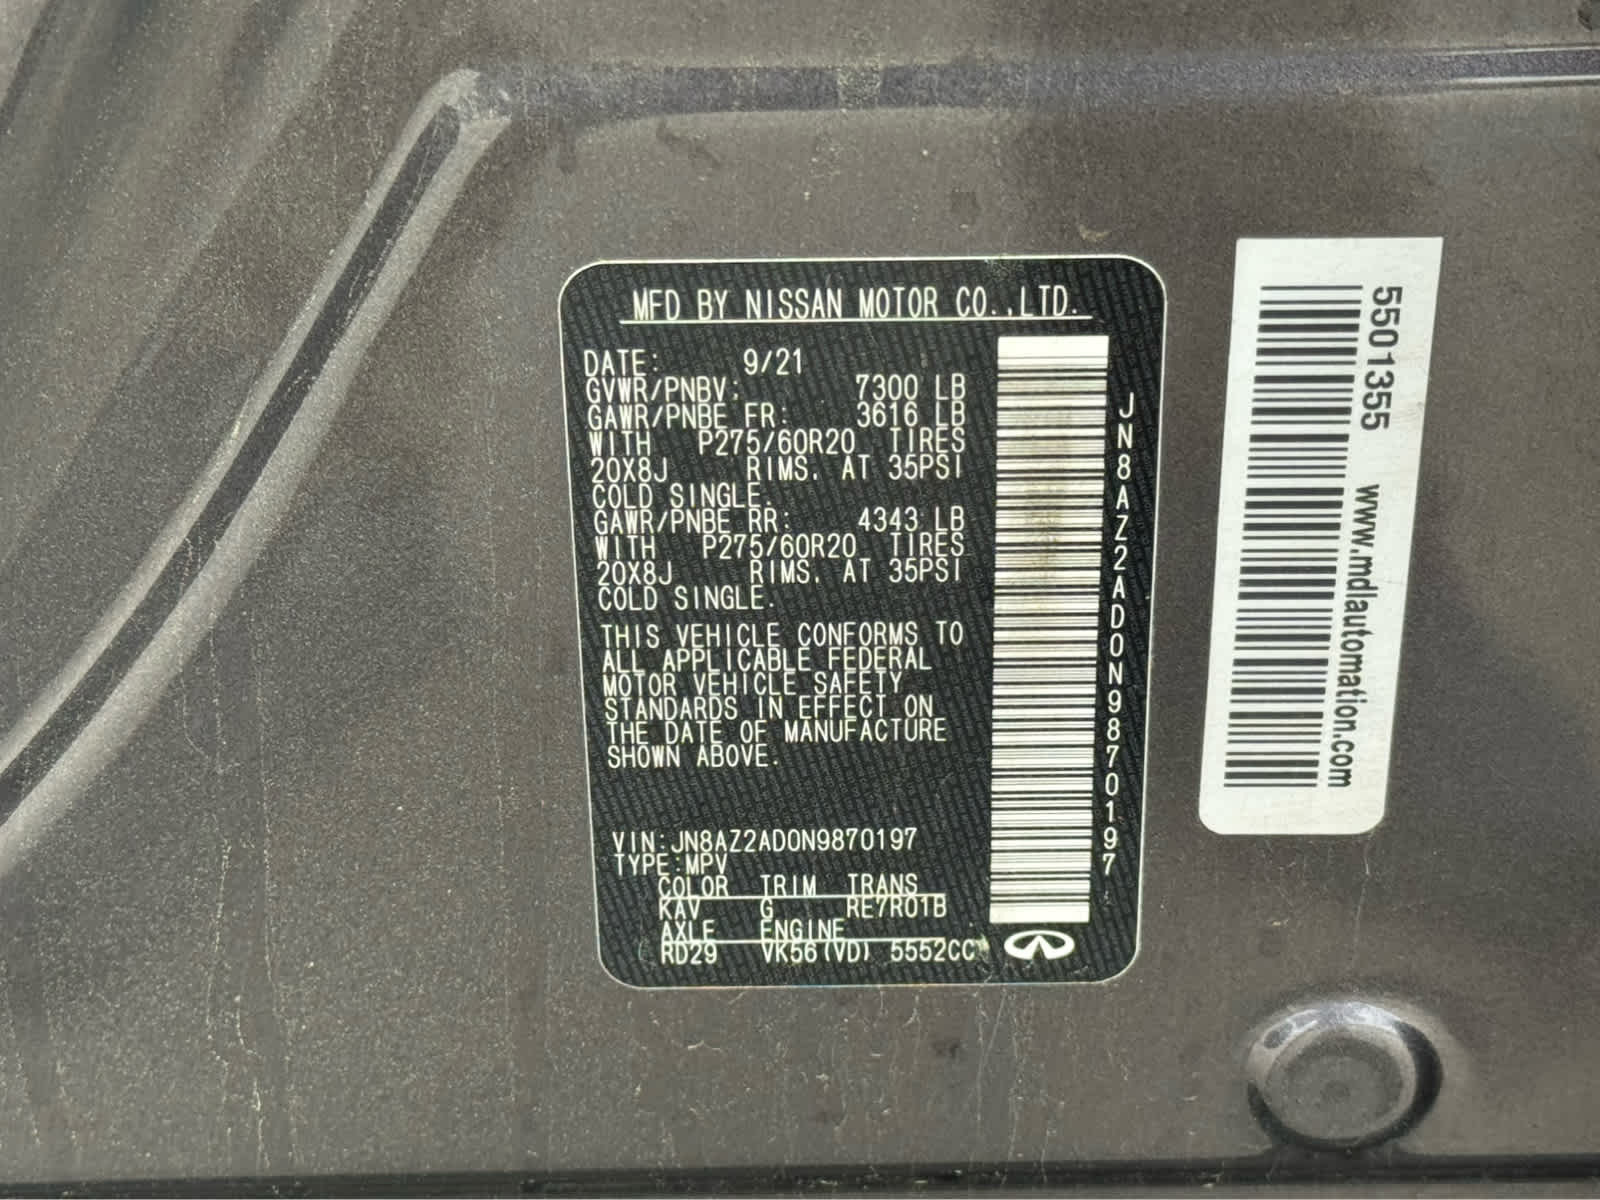 MFD BY NISSAN MOTOR CO.,LTD.
DATE: 9/21
GVWR/PNBV: 7300 LB
GAWR/PNBE FR: 3616 LB
WITH P275/60R20 TIRES
20X8J RIMS. AT 35PSI
COLD SINGLE.
GAWR/PNBE RR: 4343 LB
WITH P275/60R20 TIRES
20X8J RIMS. AT 35PSI
COLD SINGLE.
THIS VEHICLE CONFORMS TO
ALL APPLICABLE FEDERAL
MOTOR VEHICLE SAFETY
STANDARDS IN EFFECT ON
THE DATE OF MANUFACTURE
SHOWN ABOVE.
VIN:JN8AZ2AD0N9870197
TYPE:MPV
COLOR TRIM TRANS
KAV G RE7R01B
AXLE ENGINE
RD29 VK56(VD) 5552CC
JN8AZ2AD0N9870197
5501355
www.mdlautomation.com